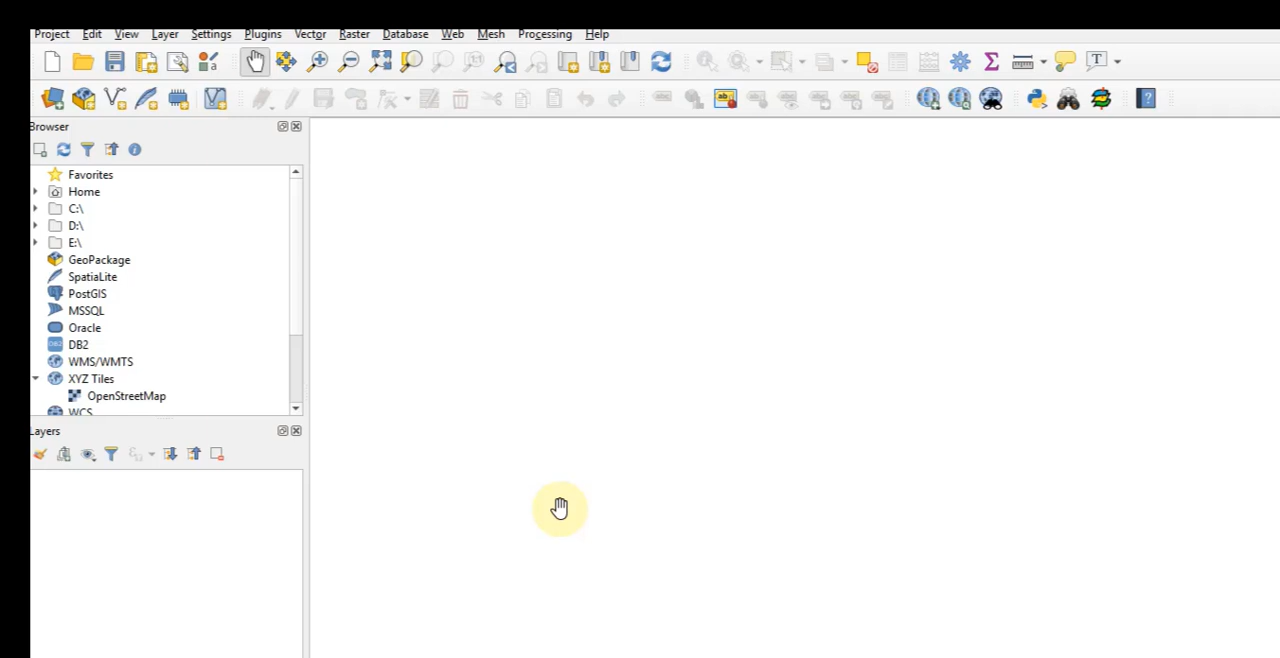 Project Edit View Layer Settings Plugins Vector Raster Database Web Mesh Processing Help
Browser
Favorites
Home
C:\
D:\
E:\
GeoPackage
SpatiaLite
PostGIS
MSSQL
Oracle
DB2
WMS/WMTS
XYZ Tiles
OpenStreetMap
WCS
Layers